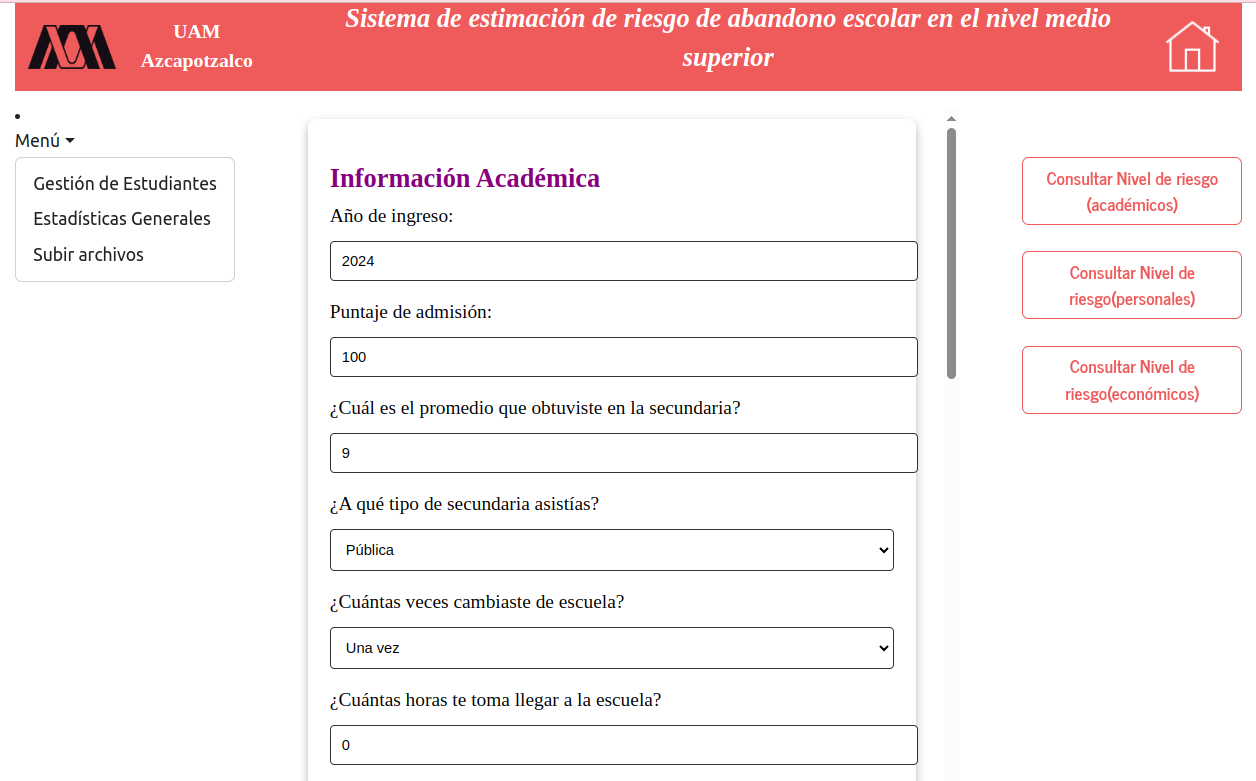 UAM
Azcapotzalco
Sistema de estimación de riesgo de abandono escolar en el nivel medio
superior
Menú
Gestión de Estudiantes
Estadísticas Generales
Subir archivos
Información Académica
Año de ingreso:
2024
Puntaje de admisión:
100
¿Cuál es el promedio que obtuviste en la secundaria?
9
¿A qué tipo de secundaria asistías?
Pública
¿Cuántas veces cambiaste de escuela?
Una vez
¿Cuántas horas te toma llegar a la escuela?
0
Consultar Nivel de riesgo
(académicos)
Consultar Nivel de
riesgo(personales)
Consultar Nivel de
riesgo(económicos)